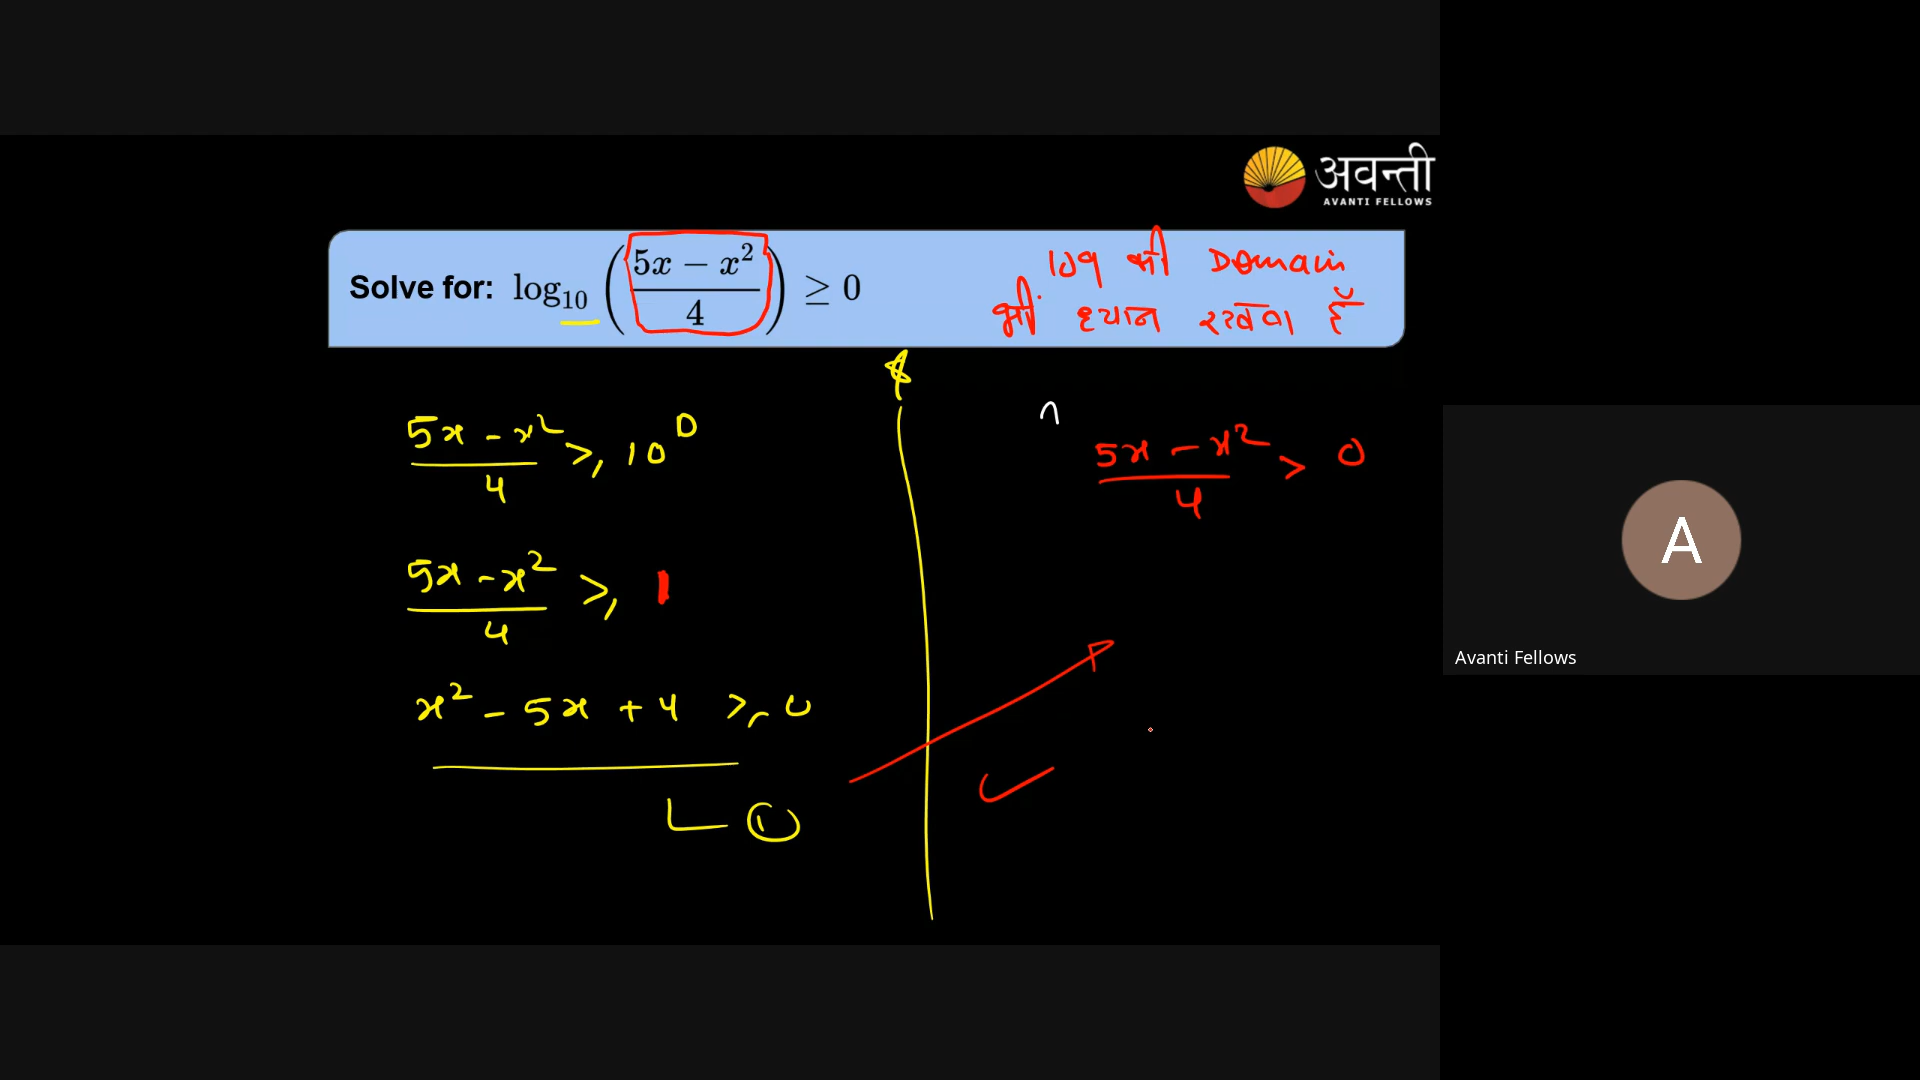 अवन्ती
AVANTI FELLOWS
Solve for: log₁₀ ((5x − x²)/4) ≥ 0
log की Domain
भी ध्यान रखना है
(5x − x²)/4 ≥ 10⁰
(5x − x²)/4 > 0
(5x − x²)/4 ≥ 1
x² − 5x + 4 ≥ 0
①
A
Avanti Fellows